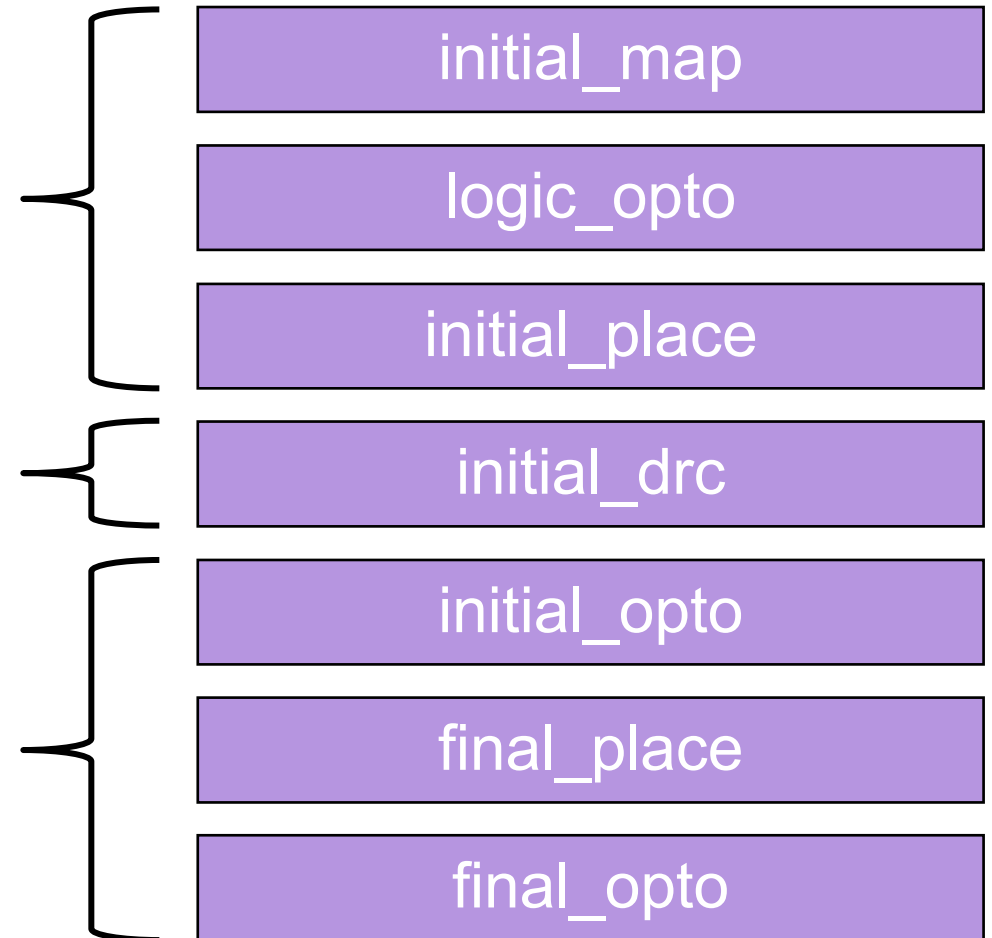 initial_map
logic_opto
initial_place
initial_drc
initial_opto
final_place
final_opto